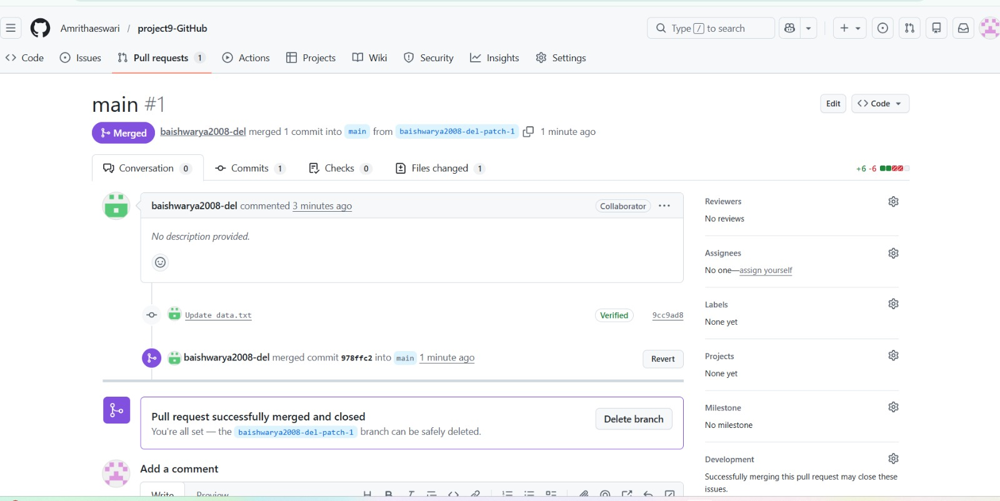 Amrithaeswari / project9-GitHub
Type / to search
Code Issues Pull requests 1 Actions Projects Wiki Security Insights Settings
main #1
Edit Code
Merged baishwarya2008-del merged 1 commit into main from baishwarya2008-del-patch-1 1 minute ago
Conversation 0 Commits 1 Checks 0 Files changed 1 +6 -6
baishwarya2008-del commented 3 minutes ago Collaborator
No description provided.
Update data.txt Verified 9cc9ad8
baishwarya2008-del merged commit 978ffc2 into main 1 minute ago Revert
Pull request successfully merged and closed
You're all set — the baishwarya2008-del-patch-1 branch can be safely deleted.
Delete branch
Add a comment
Write Preview
Reviewers
No reviews
Assignees
No one—assign yourself
Labels
None yet
Projects
None yet
Milestone
No milestone
Development
Successfully merging this pull request may close these
issues.